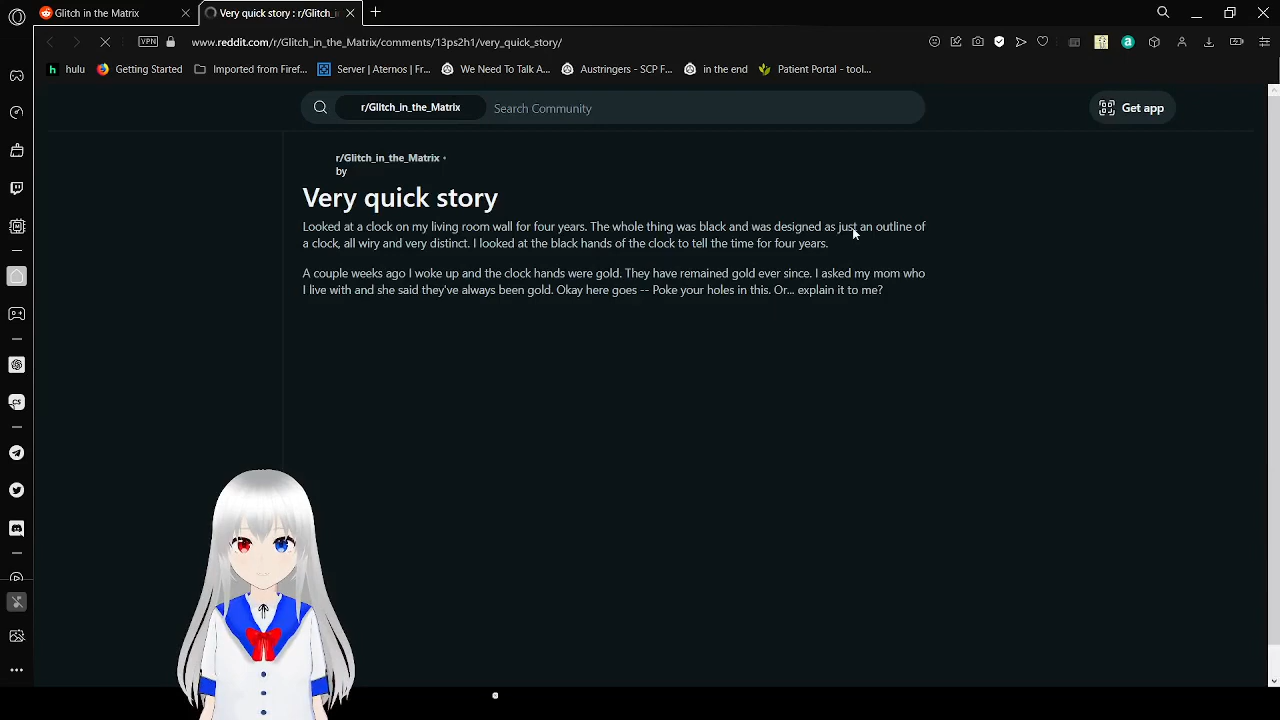 Glitch in the Matrix
Very quick story : r/Glitch_in
VPN
www.reddit.com/r/Glitch_in_the_Matrix/comments/13ps2h1/very_quick_story/
hulu
Getting Started
Imported from Firef...
Server | Aternos | Fr...
We Need To Talk A...
Austringers - SCP F...
in the end
Patient Portal - tool...
r/Glitch_in_the_Matrix
Search Community
Get app
r/Glitch_in_the_Matrix •
by
Very quick story
Looked at a clock on my living room wall for four years. The whole thing was black and was designed as just an outline of
a clock, all wiry and very distinct. I looked at the black hands of the clock to tell the time for four years.
A couple weeks ago I woke up and the clock hands were gold. They have remained gold ever since. I asked my mom who
I live with and she said they've always been gold. Okay here goes -- Poke your holes in this. Or... explain it to me?